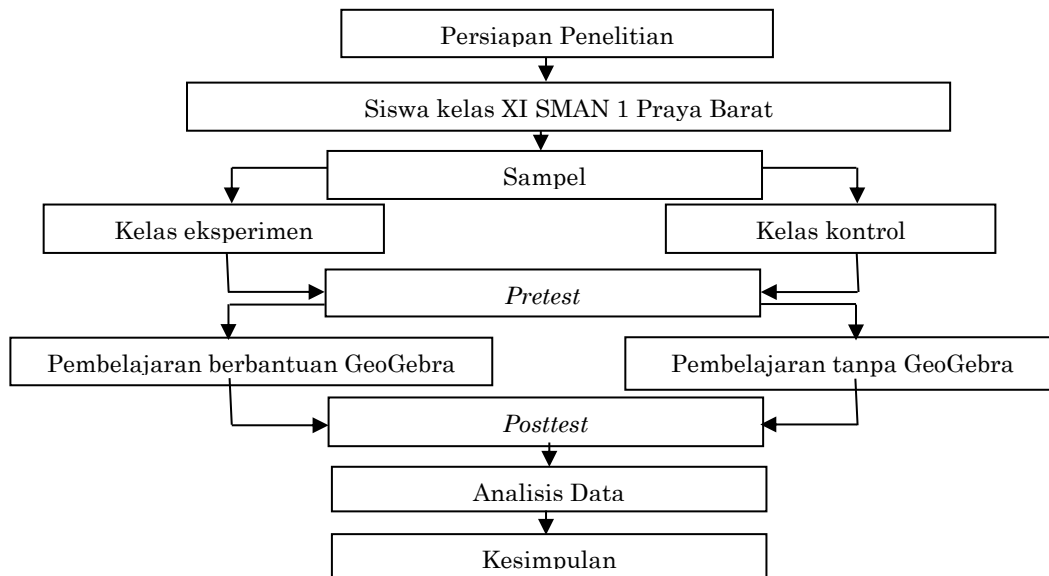 Persiapan Penelitian
Siswa kelas XI SMAN 1 Praya Barat
Sampel
Kelas eksperimen
Kelas kontrol
Pretest
Pembelajaran berbantuan GeoGebra
Pembelajaran tanpa GeoGebra
Posttest
Analisis Data
Kesimpulan